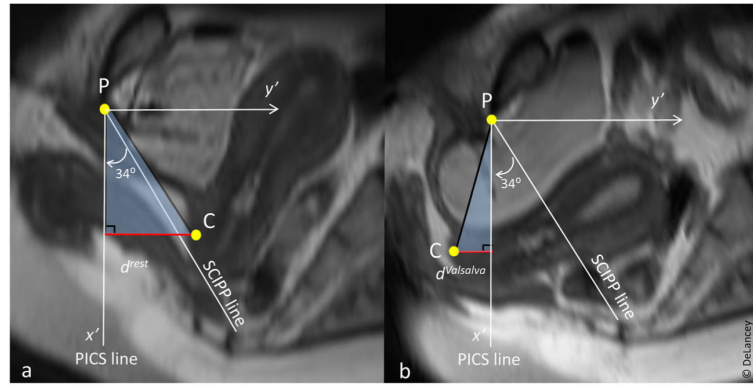 P
y’
34°
C
d^rest
SCIPP line
x’
PICS line
a
P
y’
34°
C
d^Valsalva
SCIPP line
x’
PICS line
b
© DeLancey